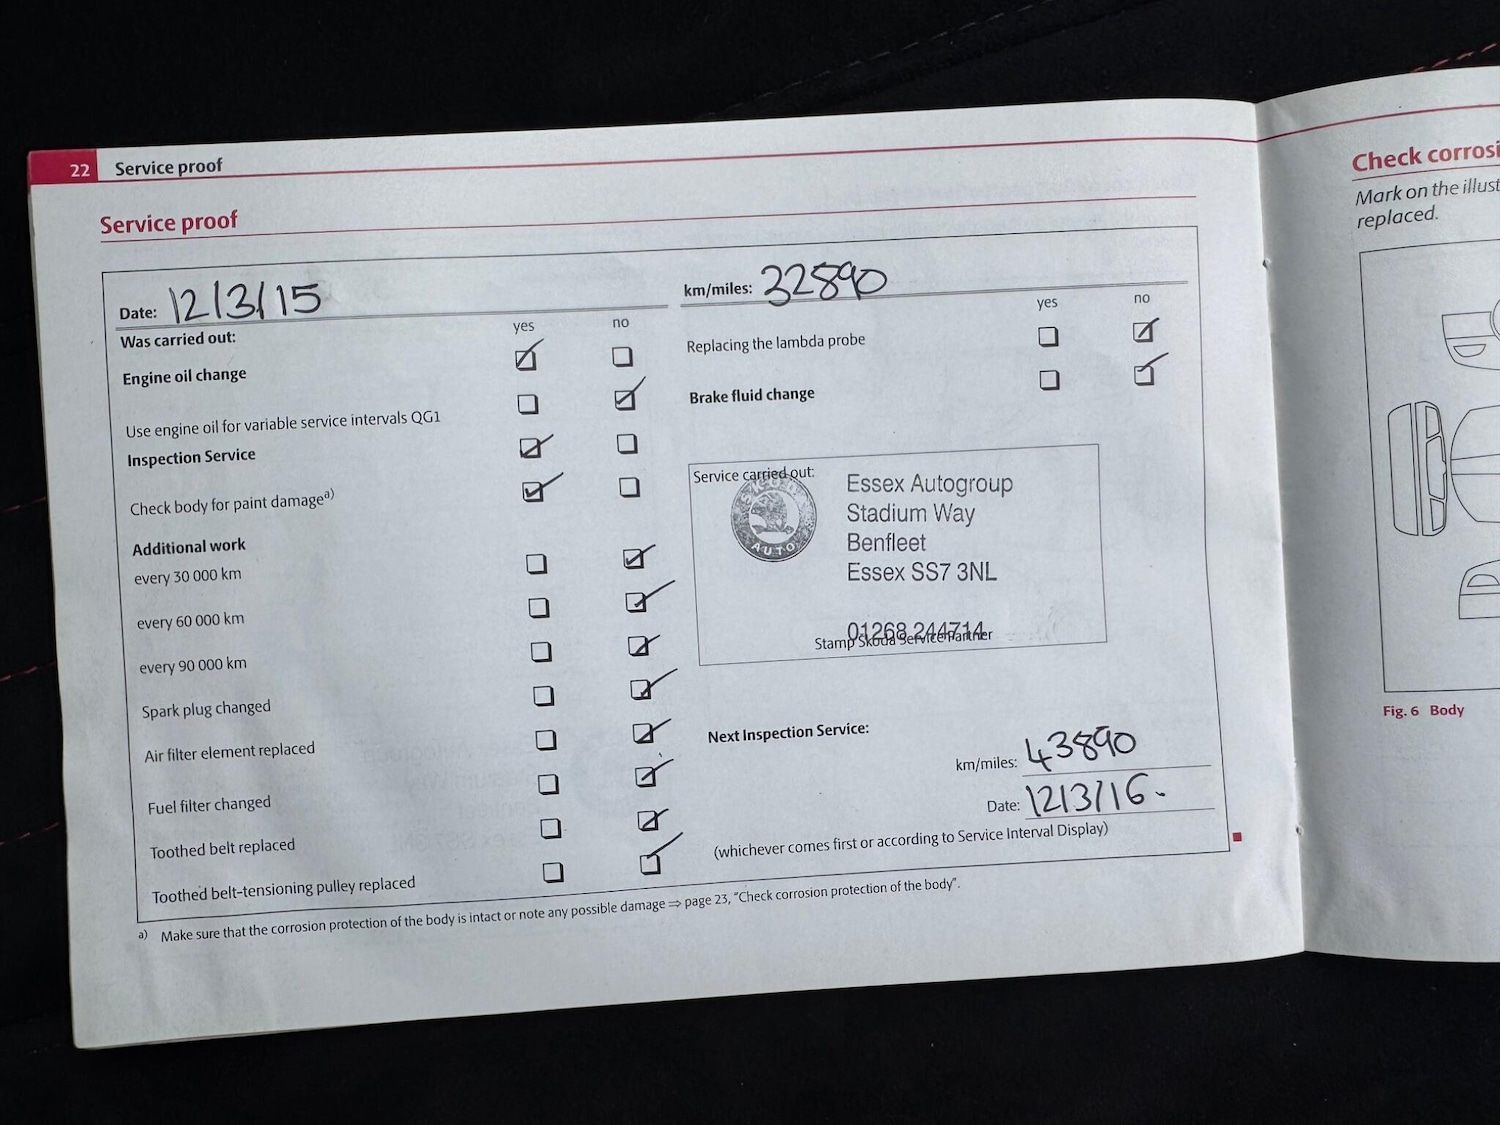 22 Service proof
Service proof
Date: 12/3/15
km/miles: 32890
Was carried out:
yes no
Engine oil change
Use engine oil for variable service intervals QG1
Inspection Service
Check body for paint damage a)
Additional work
every 30 000 km
every 60 000 km
every 90 000 km
Spark plug changed
Air filter element replaced
Fuel filter changed
Toothed belt replaced
Toothed belt-tensioning pulley replaced
yes no
Replacing the lambda probe
Brake fluid change
Service carried out:
AUTO
Essex Autogroup
Stadium Way
Benfleet
Essex SS7 3NL
01268 244714
Stamp Škoda Service Partner
Next Inspection Service:
km/miles: 43890
Date: 12/3/16.
(whichever comes first or according to Service Interval Display)
a) Make sure that the corrosion protection of the body is intact or note any possible damage ⇒ page 23, "Check corrosion protection of the body".
Check corrosi
Mark on the illust
replaced.
Fig. 6 Body